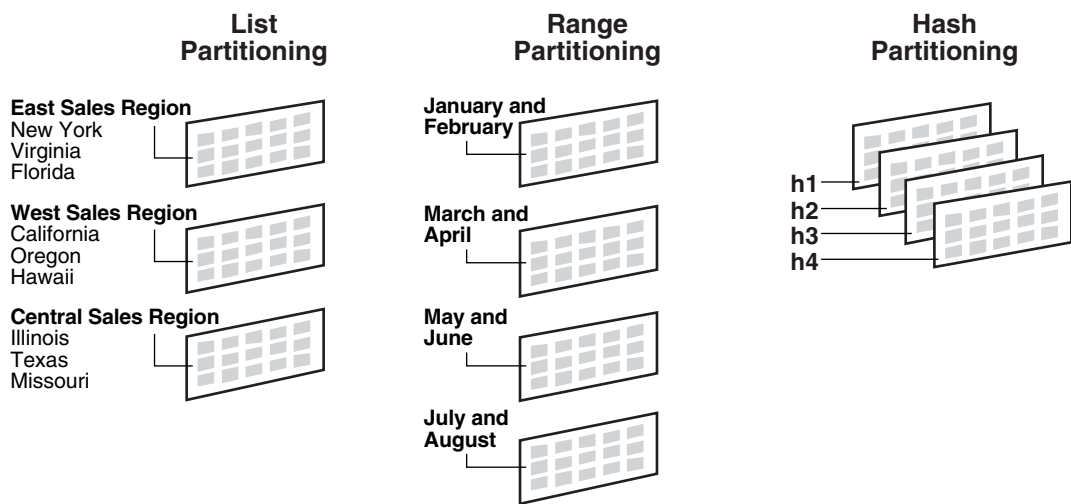 List
Partitioning
East Sales Region
New York
Virginia
Florida
West Sales Region
California
Oregon
Hawaii
Central Sales Region
Illinois
Texas
Missouri
Range
Partitioning
January and
February
March and
April
May and
June
July and
August
Hash
Partitioning
h1
h2
h3
h4